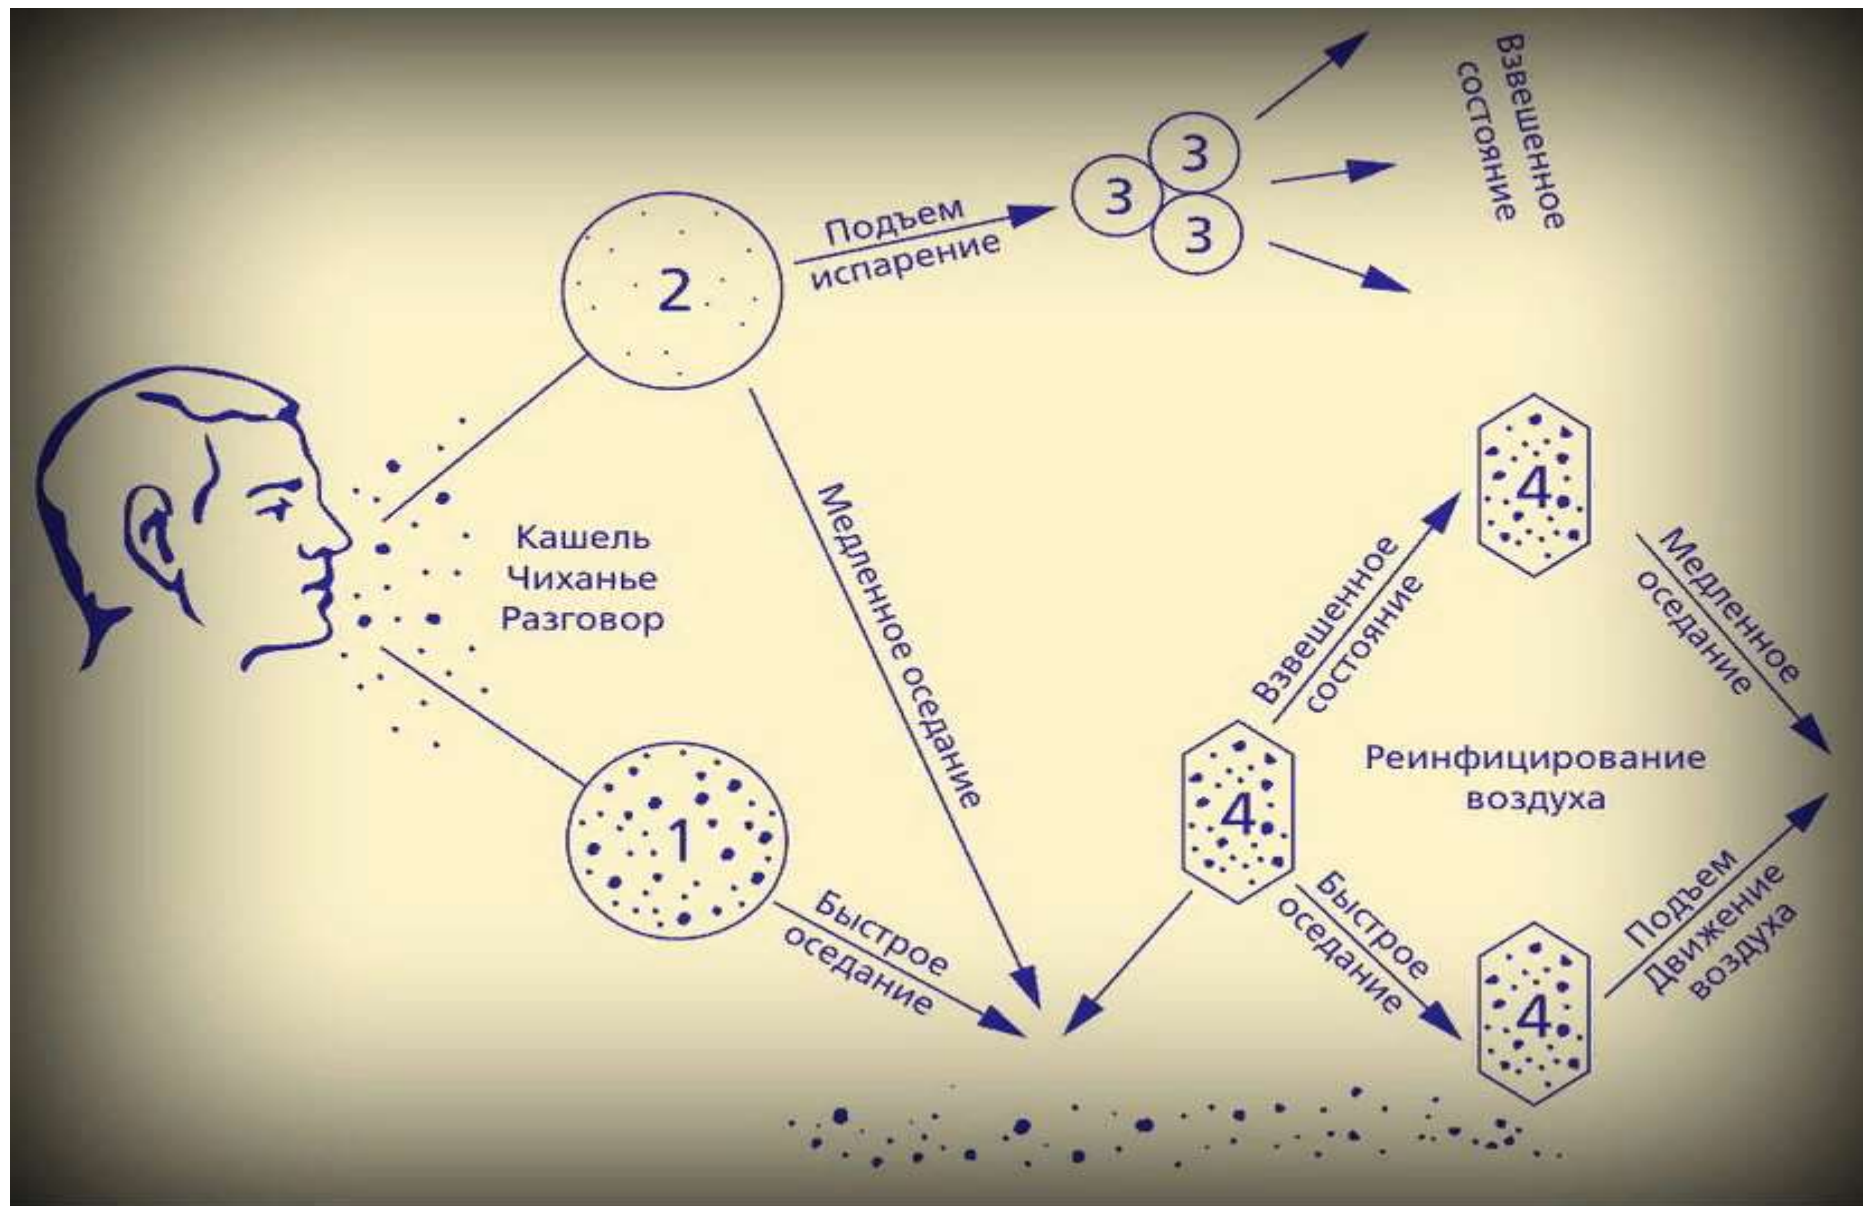 Взвешенное
состояние
3
3
3
Подъем
испарение
2
Кашель
Чиханье
Разговор
Медленное оседание
4
Взвешенное
состояние
Медленное
оседание
Реинфицирование
воздуха
4
1
Быстрое
оседание
Быстрое
оседание
4
Подъем
Движение
воздуха